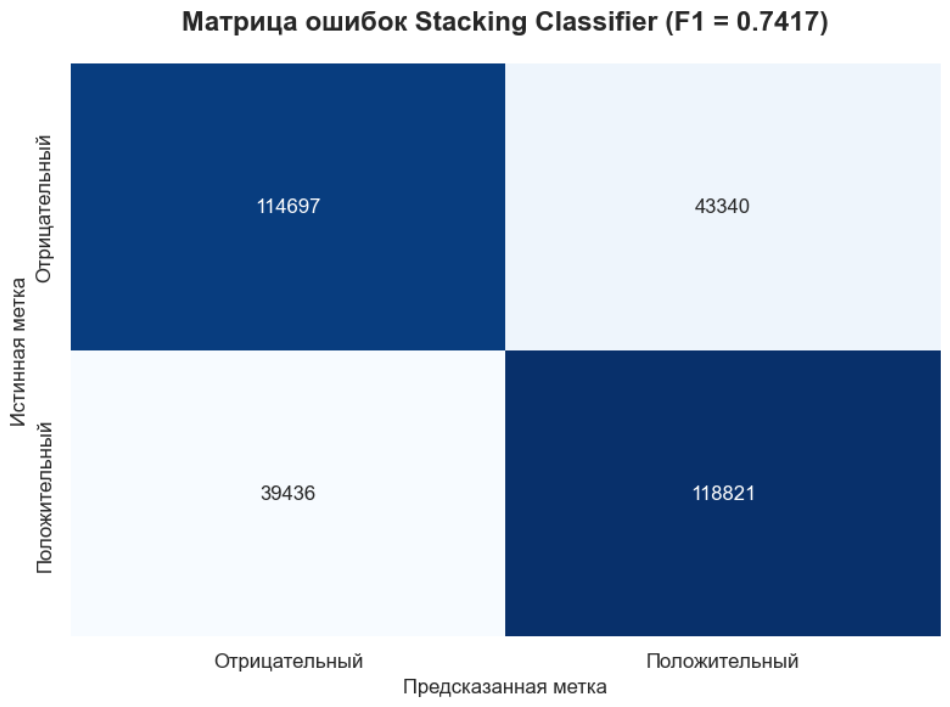 Матрица ошибок Stacking Classifier (F1 = 0.7417)
Истинная метка
Отрицательный
114697
43340
Положительный
39436
118821
Отрицательный
Положительный
Предсказанная метка